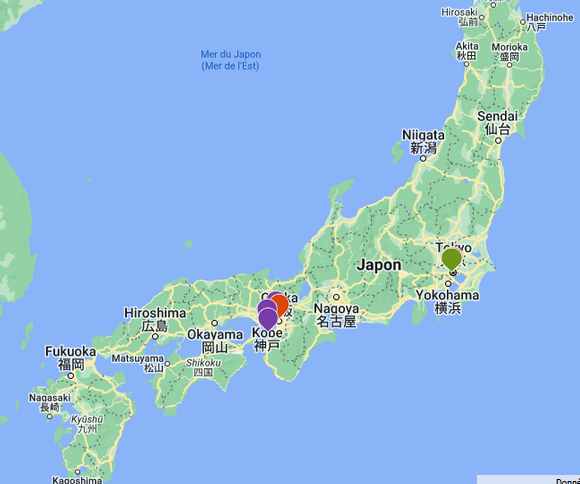 Hirosaki
弘前
Hachinohe
八戸
Akita
秋田
Morioka
盛岡
Mer du Japon
(Mer de l'Est)
Sendai
仙台
Niigata
新潟
Tokyo
Japon
Yokohama
横浜
Nagoya
名古屋
Kobe
神戸
Hiroshima
広島
Okayama
岡山
Matsuyama
松山
Shikoku
四国
Fukuoka
福岡
Nagasaki
長崎
Kyūshū
九州
Kagoshima